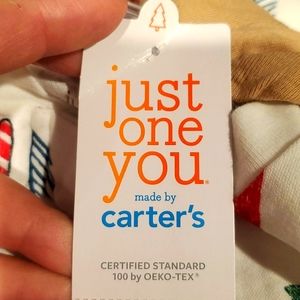 just
one
you.
made by
carter's
CERTIFIED STANDARD
100 by OEKO-TEX®